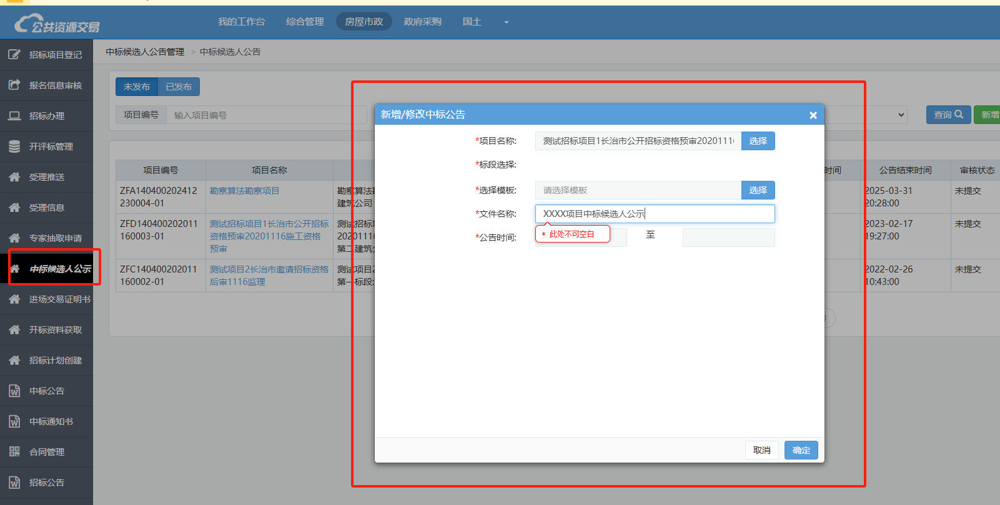 公共资源交易
我的工作台
综合管理
房屋市政
政府采购
国土
招标项目登记
报名信息审核
招标办理
开评标管理
受理推送
受理信息
专家抽取申请
中标候选人公示
进场交易证明书
开标资料获取
招标计划创建
中标公告
中标通知书
合同管理
招标公告
中标候选人公告管理 > 中标候选人公告
未发布
已发布
项目编号
输入项目编号
查询
新增
项目编号
项目名称
时间
公告结束时间
审核状态
ZFA140400202412
230004-01
勘察算法勘察项目
勘察算法
建筑公司
2025-03-31
20:28:00
未提交
ZFD140400202011
160003-01
测试招标项目1长治市公开招标
资格预审20201116施工资格
预审
测试招标
20201116
第二建筑
2023-02-17
19:27:00
未提交
ZFC140400202011
160002-01
测试项目2长治市邀请招标资格
后审1116监理
测试项目2
第一标段:
2022-02-26
10:43:00
未提交
新增/修改中标公告
*项目名称:
测试招标项目1长治市公开招标资格预审2020111
选择
*标段选择:
*选择模板:
请选择模板
选择
*文件名称:
XXXX项目中标候选人公示
* 此处不可空白
*公告时间:
至
取消
确定